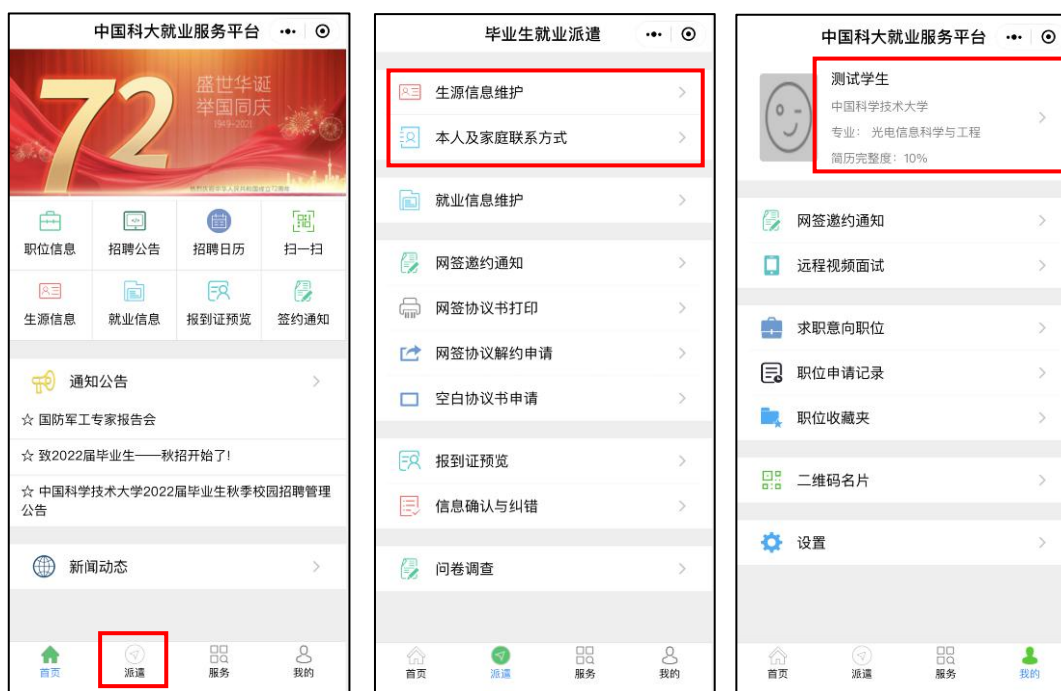 中国科大就业服务平台
72
盛世华诞
举国同庆
1949-2021
职位信息
招聘公告
招聘日历
扫一扫
生源信息
就业信息
报到证预览
签约通知
通知公告
☆ 国防军工专家报告会
☆ 致2022届毕业生——秋招开始了!
☆ 中国科学技术大学2022届毕业生秋季校园招聘管理
公告
新闻动态
首页
派遣
服务
我的
毕业生就业派遣
生源信息维护
本人及家庭联系方式
就业信息维护
网签邀约通知
网签协议书打印
网签协议解约申请
空白协议书申请
报到证预览
信息确认与纠错
问卷调查
首页
派遣
服务
我的
中国科大就业服务平台
测试学生
中国科学技术大学
专业： 光电信息科学与工程
简历完整度：10%
网签邀约通知
远程视频面试
求职意向职位
职位申请记录
职位收藏夹
二维码名片
设置
首页
派遣
服务
我的